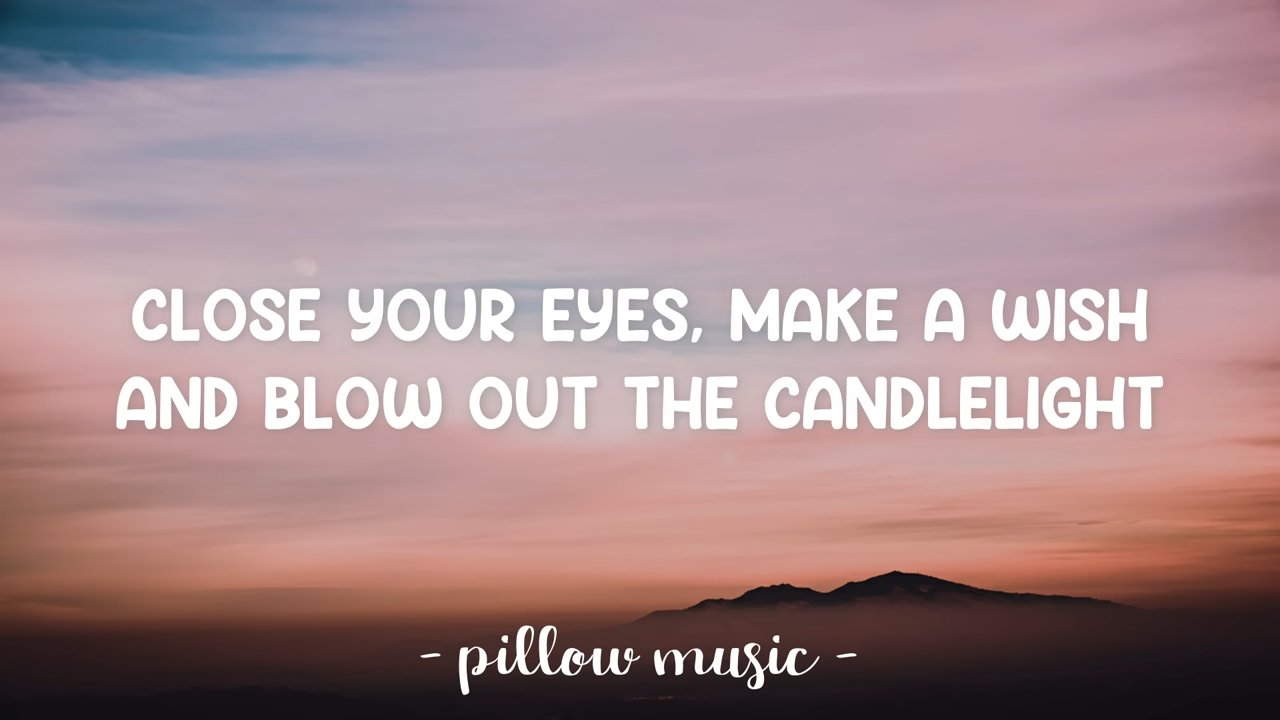 CLOSE YOUR EYES, MAKE A WISH
AND BLOW OUT THE CANDLELIGHT
- pillow music -